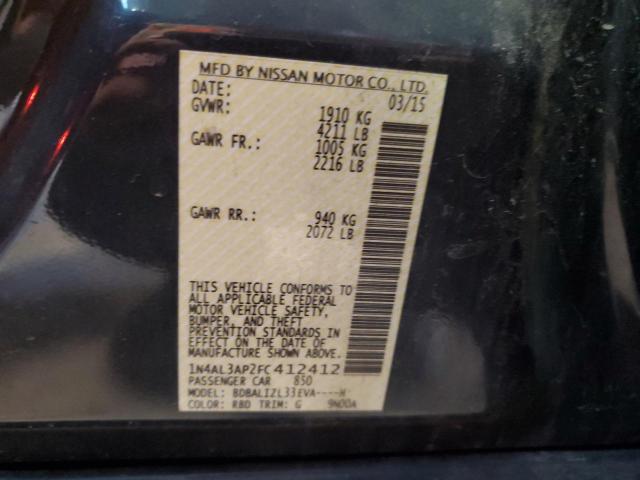 MFD BY NISSAN MOTOR CO., LTD.
DATE: 03/15
GVWR: 1910 KG
4211 LB
GAWR FR.: 1005 KG
2216 LB
GAWR RR.: 940 KG
2072 LB
THIS VEHICLE CONFORMS TO
ALL APPLICABLE FEDERAL
MOTOR VEHICLE SAFETY,
BUMPER, AND THEFT
PREVENTION STANDARDS IN
EFFECT ON THE DATE OF
MANUFACTURE SHOWN ABOVE.
1N4AL3AP2FC412412
PASSENGER CAR 850
MODEL: BDBALIZL33EVA----H
COLOR: RBD TRIM: G 9N00A